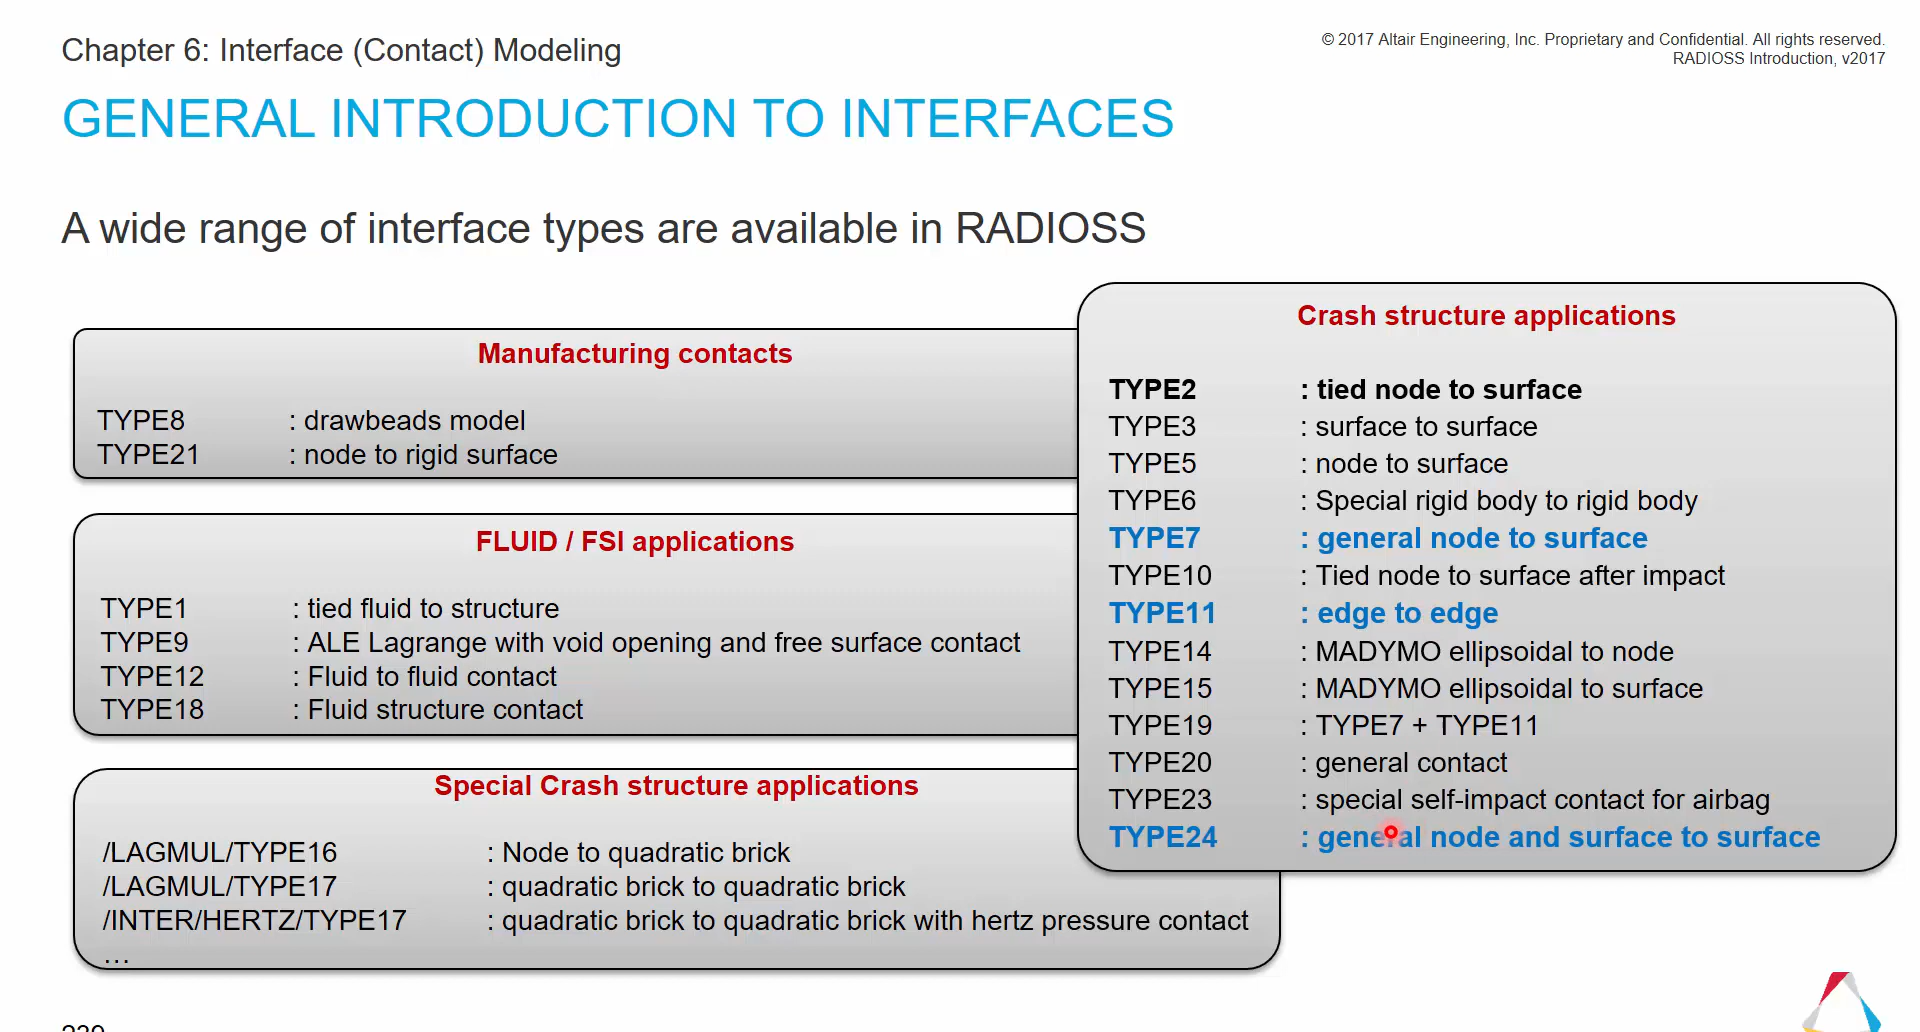 Chapter 6: Interface (Contact) Modeling
© 2017 Altair Engineering, Inc. Proprietary and Confidential. All rights reserved.
RADIOSS Introduction, v2017
GENERAL INTRODUCTION TO INTERFACES
A wide range of interface types are available in RADIOSS
Manufacturing contacts
TYPE8 : drawbeads model
TYPE21 : node to rigid surface
FLUID / FSI applications
TYPE1 : tied fluid to structure
TYPE9 : ALE Lagrange with void opening and free surface contact
TYPE12 : Fluid to fluid contact
TYPE18 : Fluid structure contact
Special Crash structure applications
/LAGMUL/TYPE16 : Node to quadratic brick
/LAGMUL/TYPE17 : quadratic brick to quadratic brick
/INTER/HERTZ/TYPE17 : quadratic brick to quadratic brick with hertz pressure contact
...
Crash structure applications
TYPE2 : tied node to surface
TYPE3 : surface to surface
TYPE5 : node to surface
TYPE6 : Special rigid body to rigid body
TYPE7 : general node to surface
TYPE10 : Tied node to surface after impact
TYPE11 : edge to edge
TYPE14 : MADYMO ellipsoidal to node
TYPE15 : MADYMO ellipsoidal to surface
TYPE19 : TYPE7 + TYPE11
TYPE20 : general contact
TYPE23 : special self-impact contact for airbag
TYPE24 : general node and surface to surface